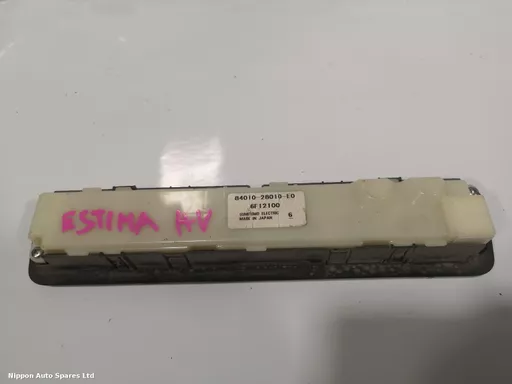 ESTIMA HV
84010-28010-E0
6F12100
SUMITOMO ELECTRIC
MADE IN JAPAN
6
Nippon Auto Spares Ltd